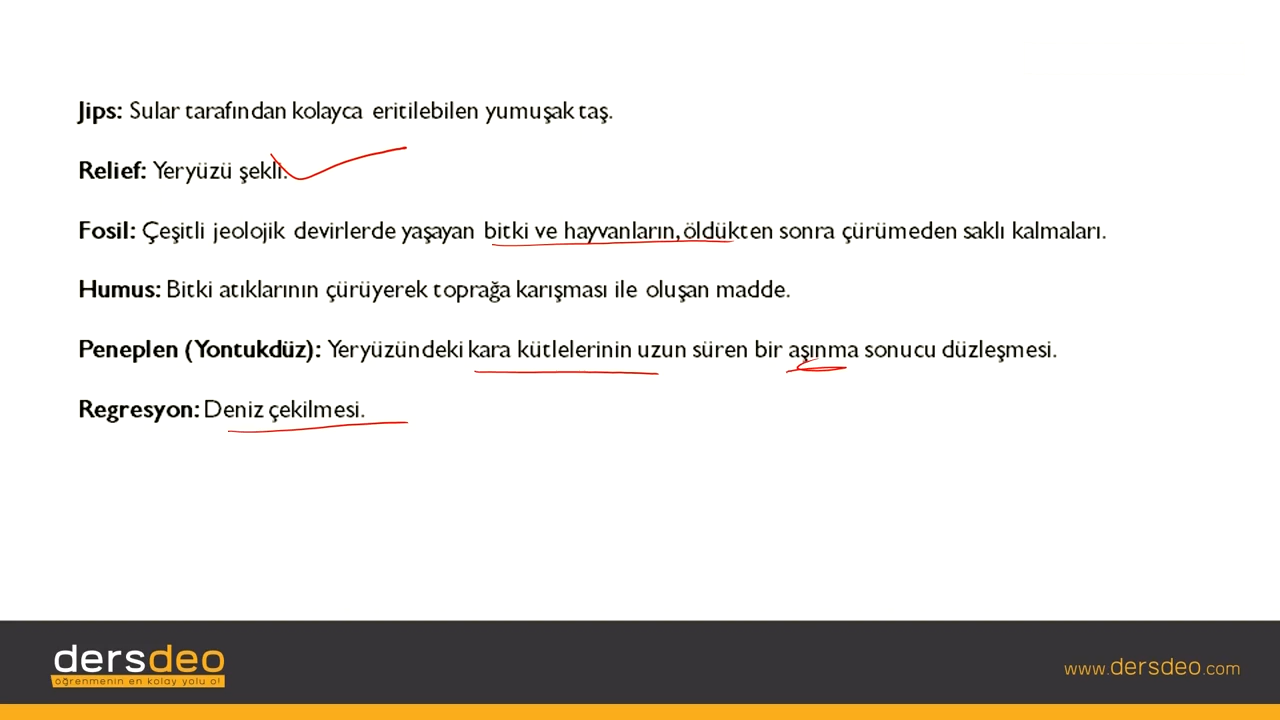 Jips: Sular tarafından kolayca eritilebilen yumuşak taş.
Relief: Yeryüzü şekli.
Fosil: Çeşitli jeolojik devirlerde yaşayan bitki ve hayvanların, öldükten sonra çürümeden saklı kalmaları.
Humus: Bitki atıklarının çürüyerek toprağa karışması ile oluşan madde.
Peneplen (Yontukdüz): Yeryüzündeki kara kütlelerinin uzun süren bir aşınma sonucu düzleşmesi.
Regresyon: Deniz çekilmesi.
dersdeo
öğrenmenin en kolay yolu o!
www.dersdeo.com